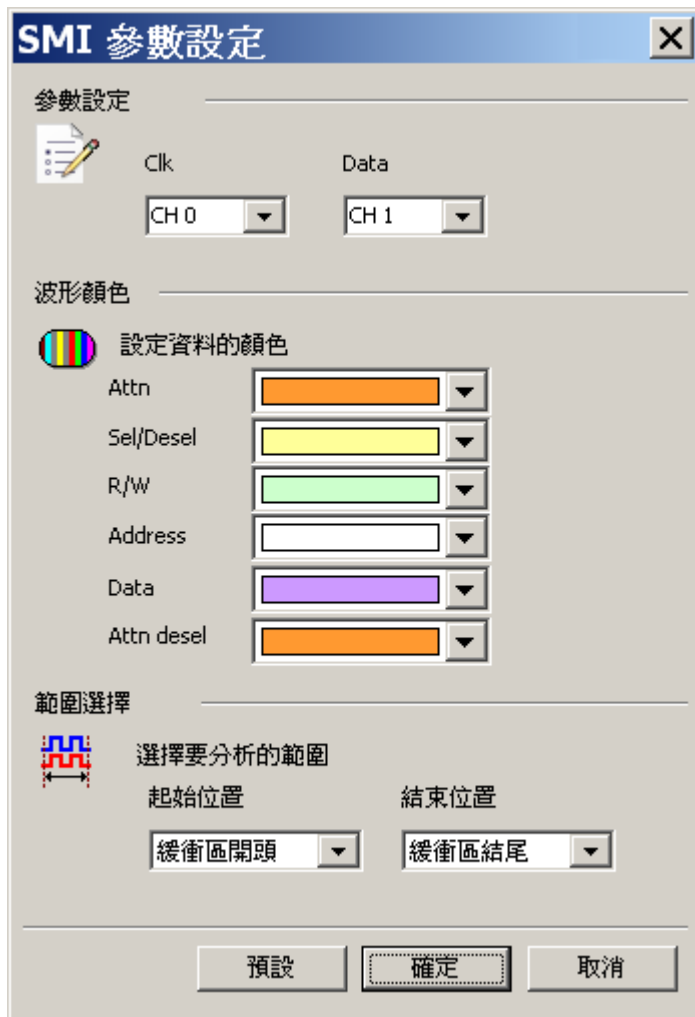 SMI 參數設定
參數設定
Clk Data
CH 0 CH 1
波形顏色
設定資料的顏色
Attn
Sel/Desel
R/W
Address
Data
Attn desel
範圍選擇
選擇要分析的範圍
起始位置 結束位置
緩衝區開頭 緩衝區結尾
預設 確定 取消